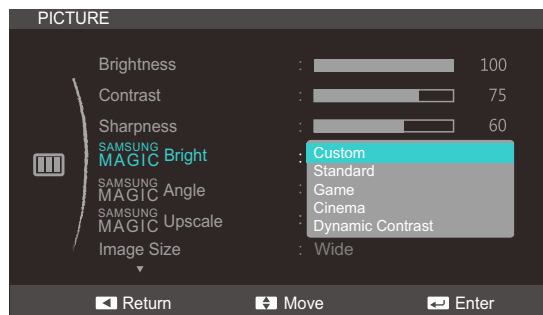 PICTURE
Brightness : 100
Contrast : 75
Sharpness : 60
SAMSUNG MAGIC Bright : Custom
Standard
SAMSUNG MAGIC Angle : Game
Cinema
SAMSUNG MAGIC Upscale : Dynamic Contrast
Image Size : Wide
Return Move Enter